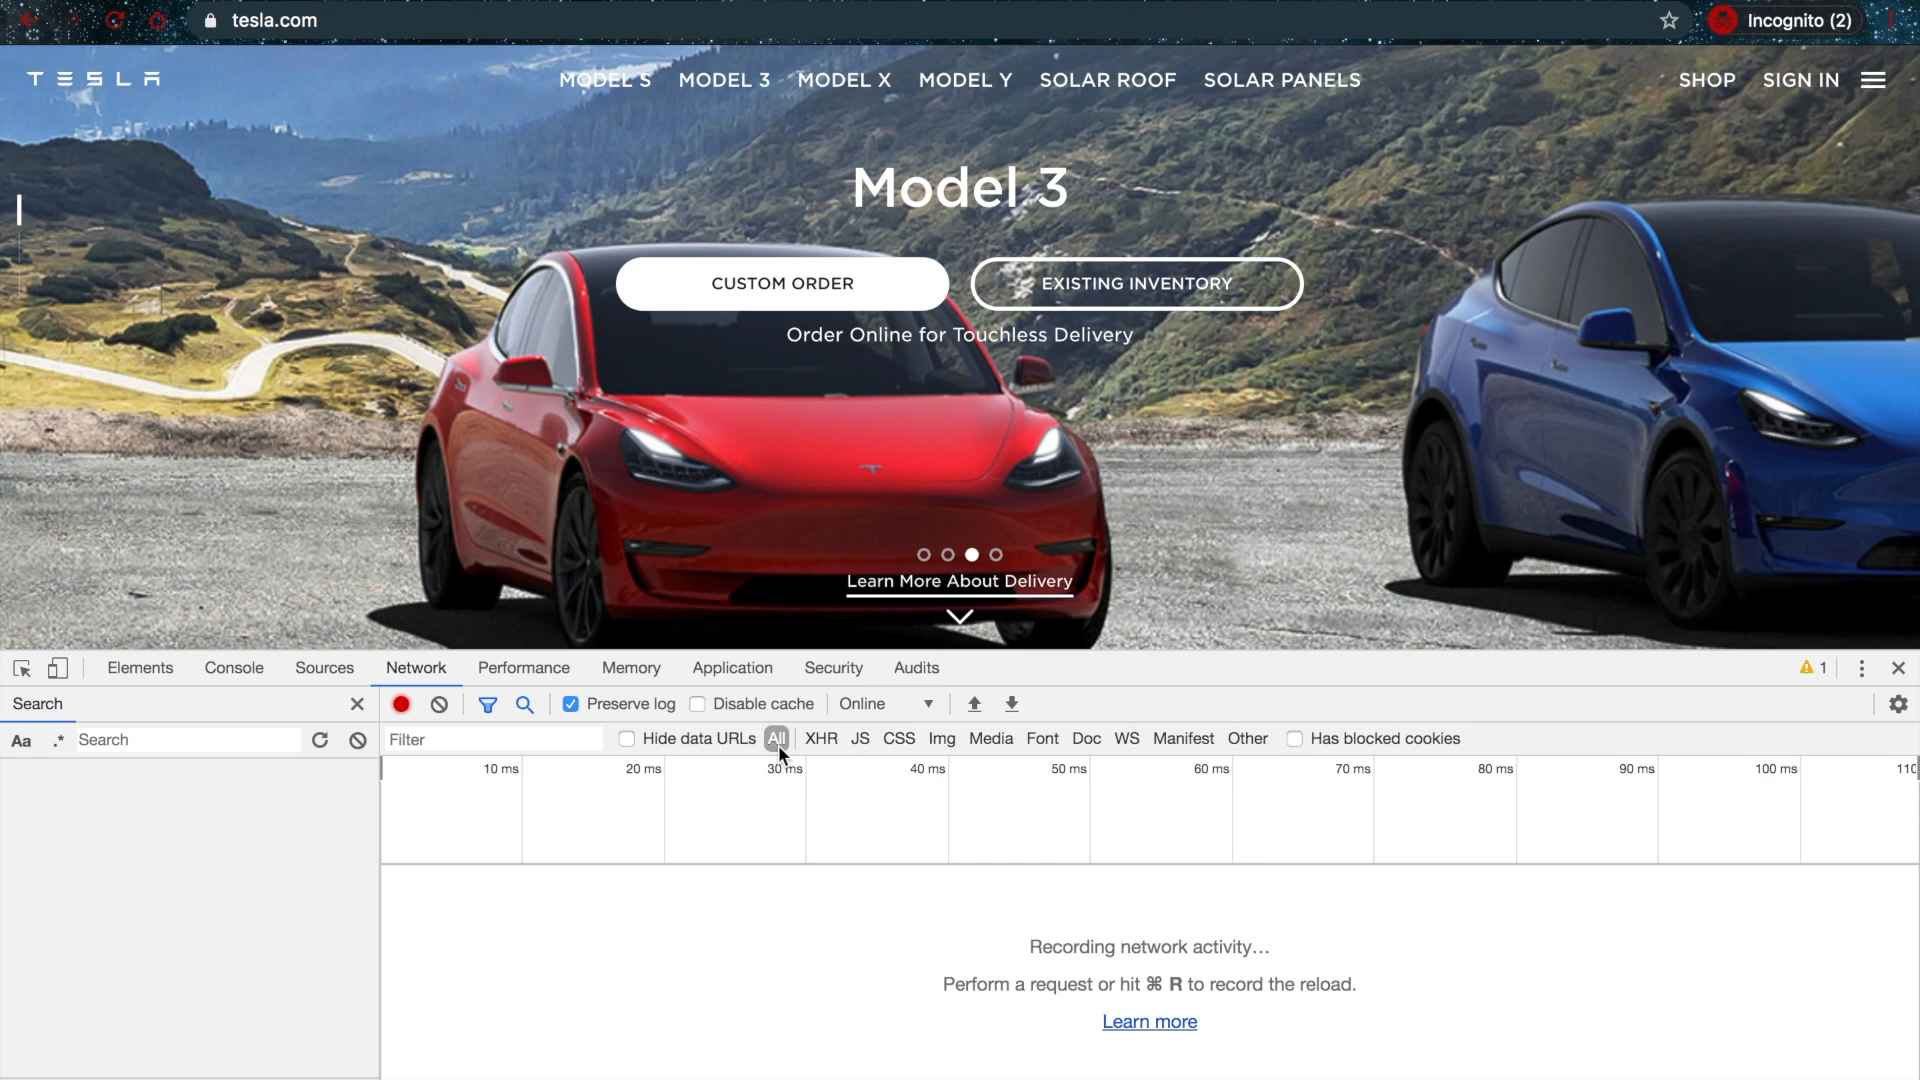 tesla.com
Incognito (2)
TESLA
MODEL S MODEL 3 MODEL X MODEL Y SOLAR ROOF SOLAR PANELS
SHOP SIGN IN
Model 3
CUSTOM ORDER
EXISTING INVENTORY
Order Online for Touchless Delivery
Learn More About Delivery
Elements Console Sources Network Performance Memory Application Security Audits
1
Search
Preserve log Disable cache Online
Aa .* Search
Filter Hide data URLs All XHR JS CSS Img Media Font Doc WS Manifest Other Has blocked cookies
10 ms 20 ms 30 ms 40 ms 50 ms 60 ms 70 ms 80 ms 90 ms 100 ms 110
Recording network activity…
Perform a request or hit ⌘ R to record the reload.
Learn more